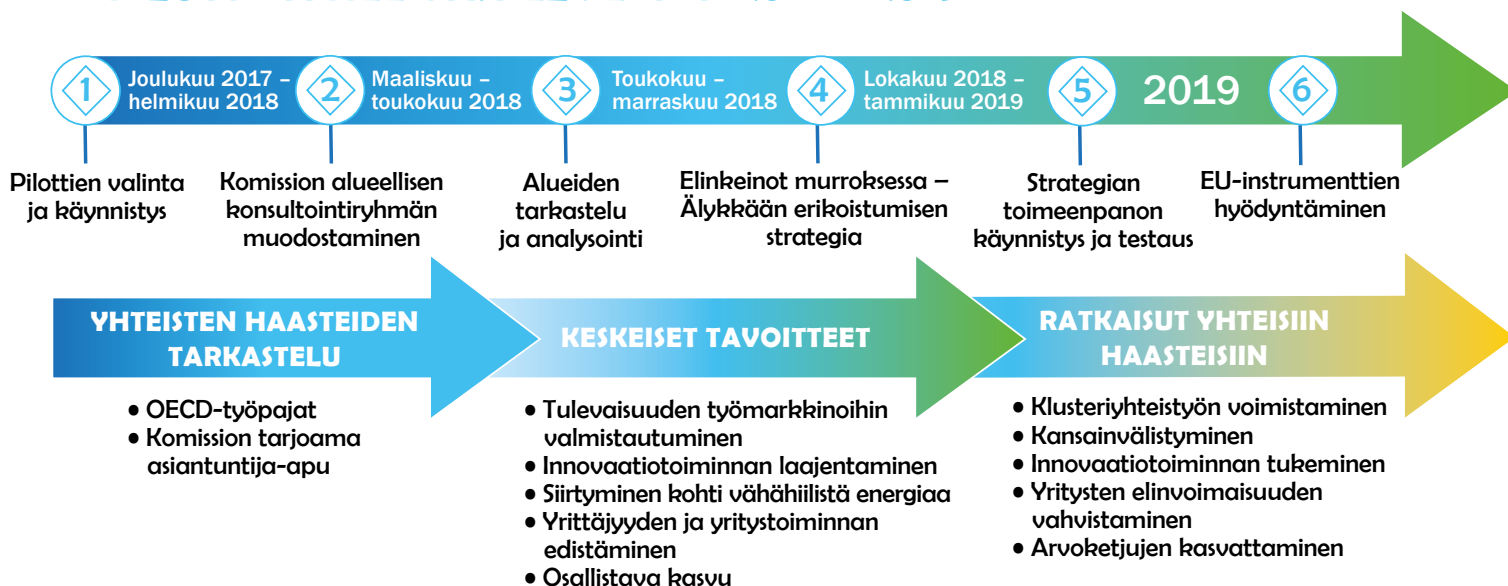 1
Joulukuu 2017 –
helmikuu 2018
2
Maaliskuu –
toukokuu 2018
3
Toukokuu –
marraskuu 2018
4
Lokakuu 2018 –
tammikuu 2019
5
2019
6
Pilottien valinta
ja käynnistys
Komission alueellisen
konsultointiryhmän
muodostaminen
Alueiden
tarkastelu
ja analysointi
Elinkeinot murroksessa –
Älykkään erikoistumisen
strategia
Strategian
toimeenpanon
käynnistys ja testaus
EU-instrumenttien
hyödyntäminen
YHTEISTEN HAASTEIDEN
TARKASTELU
• OECD-työpajat
• Komission tarjoama
asiantuntija-apu
KESKEISET TAVOITTEET
• Tulevaisuuden työmarkkinoihin
valmistautuminen
• Innovaatiotoiminnan laajentaminen
• Siirtyminen kohti vähähiilistä energiaa
• Yrittäjyyden ja yritystoiminnan
edistäminen
• Osallistava kasvu
RATKAISUT YHTEISIIN
HAASTEISIIN
• Klusteriyhteistyön voimistaminen
• Kansainvälistyminen
• Innovaatiotoiminnan tukeminen
• Yritysten elinvoimaisuuden
vahvistaminen
• Arvoketjujen kasvattaminen